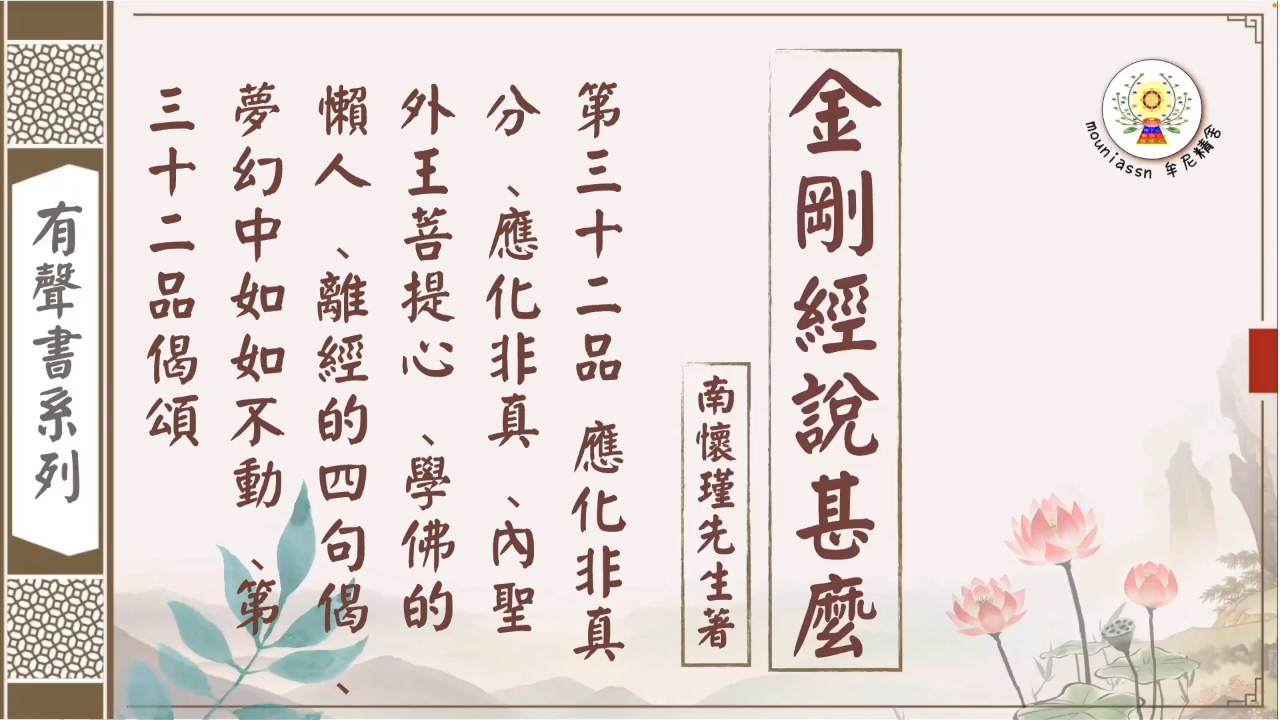 金剛經說甚麼
南懷瑾先生著
第三十二品 應化非真
分 、應化非真 、內聖
外王菩提心 、學佛的
懶人 、離經的四句偈、
夢幻中如如不動 、第
三十二品偈頌
有聲書系列
mouniassn 牟尼精舍